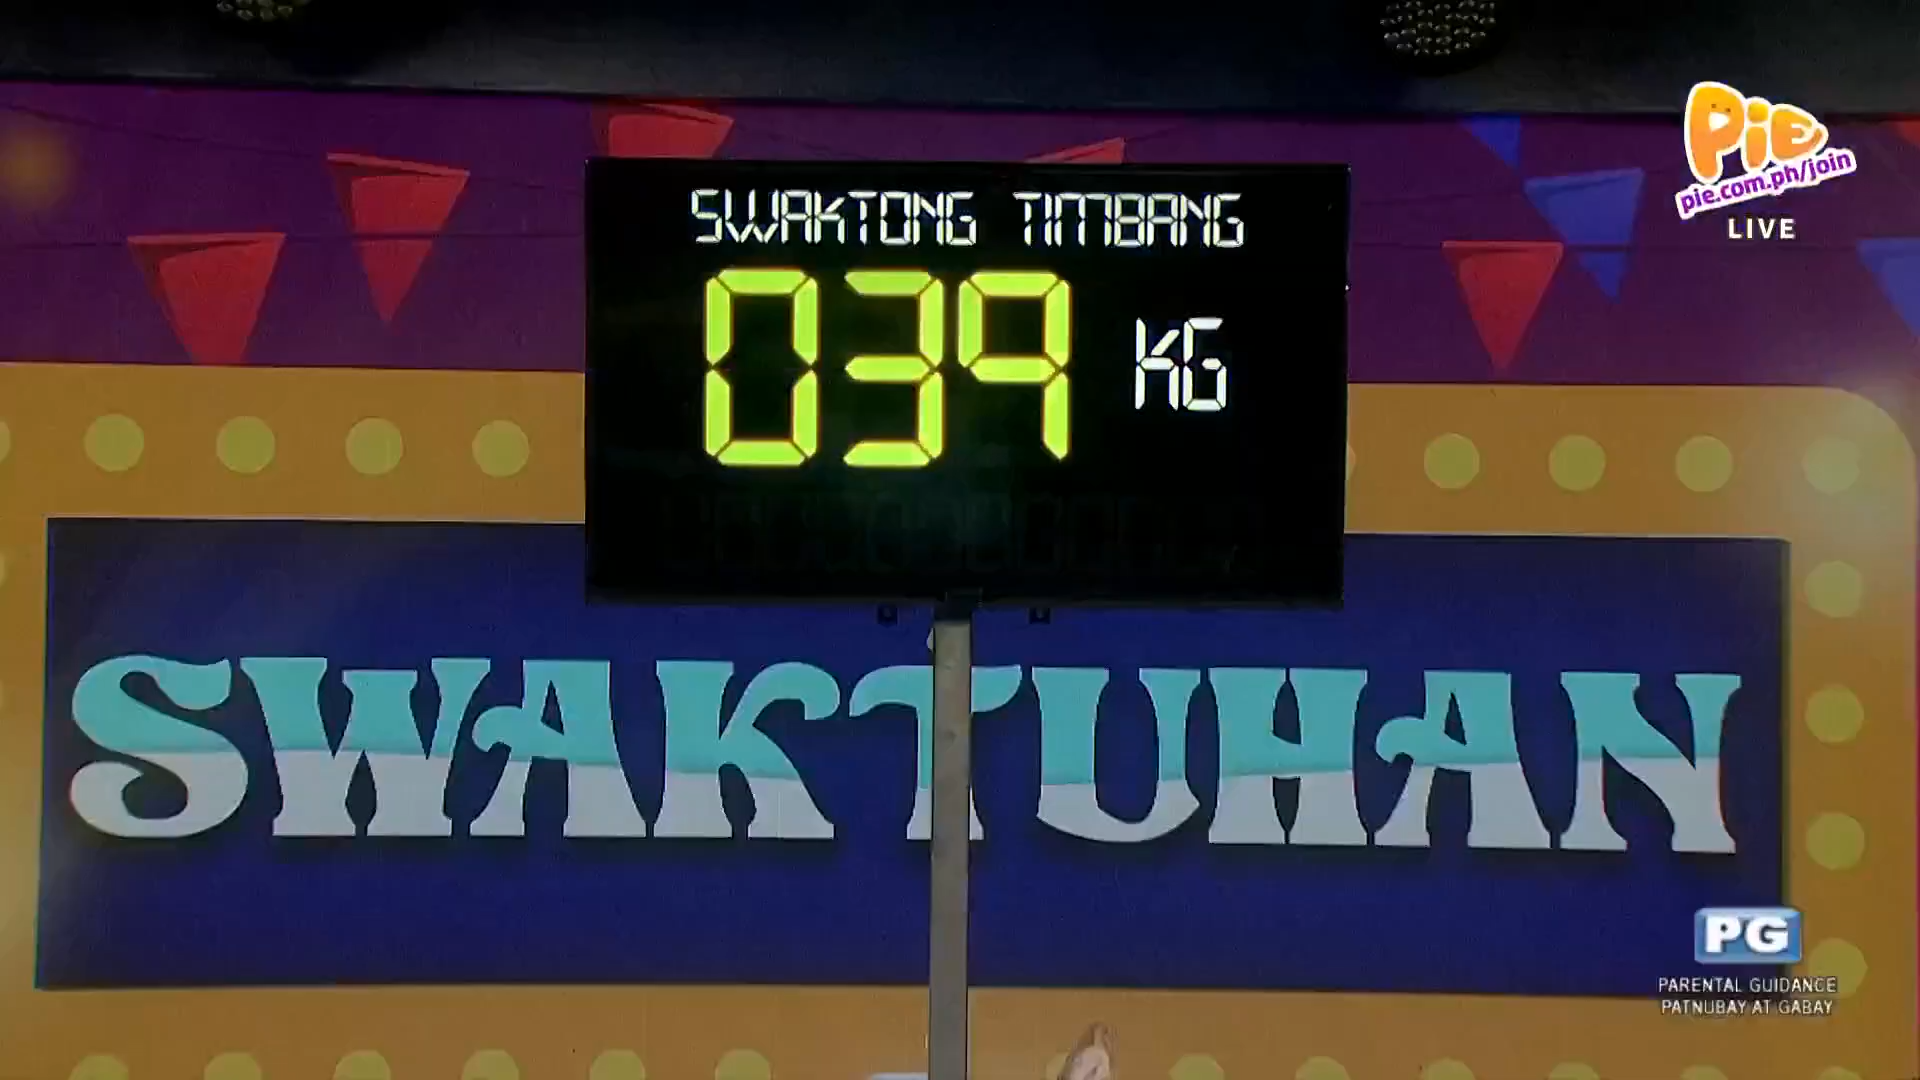 Pie
pie.com.ph/join
LIVE
SWAKTONG TIMBANG
039 KG
SWAKTUHAN
PG
PARENTAL GUIDANCE
PATNUBAY AT GABAY